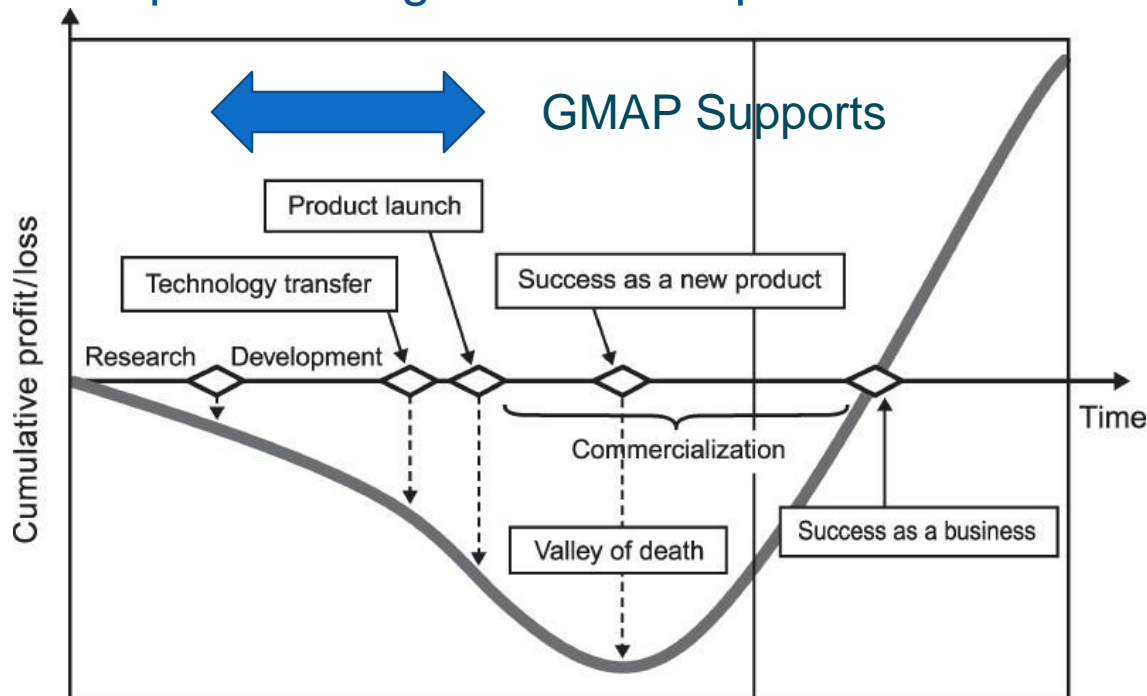 GMAP Supports
Product launch
Technology transfer
Success as a new product
Research
Development
Cumulative profit/loss
Time
Commercialization
Valley of death
Success as a business